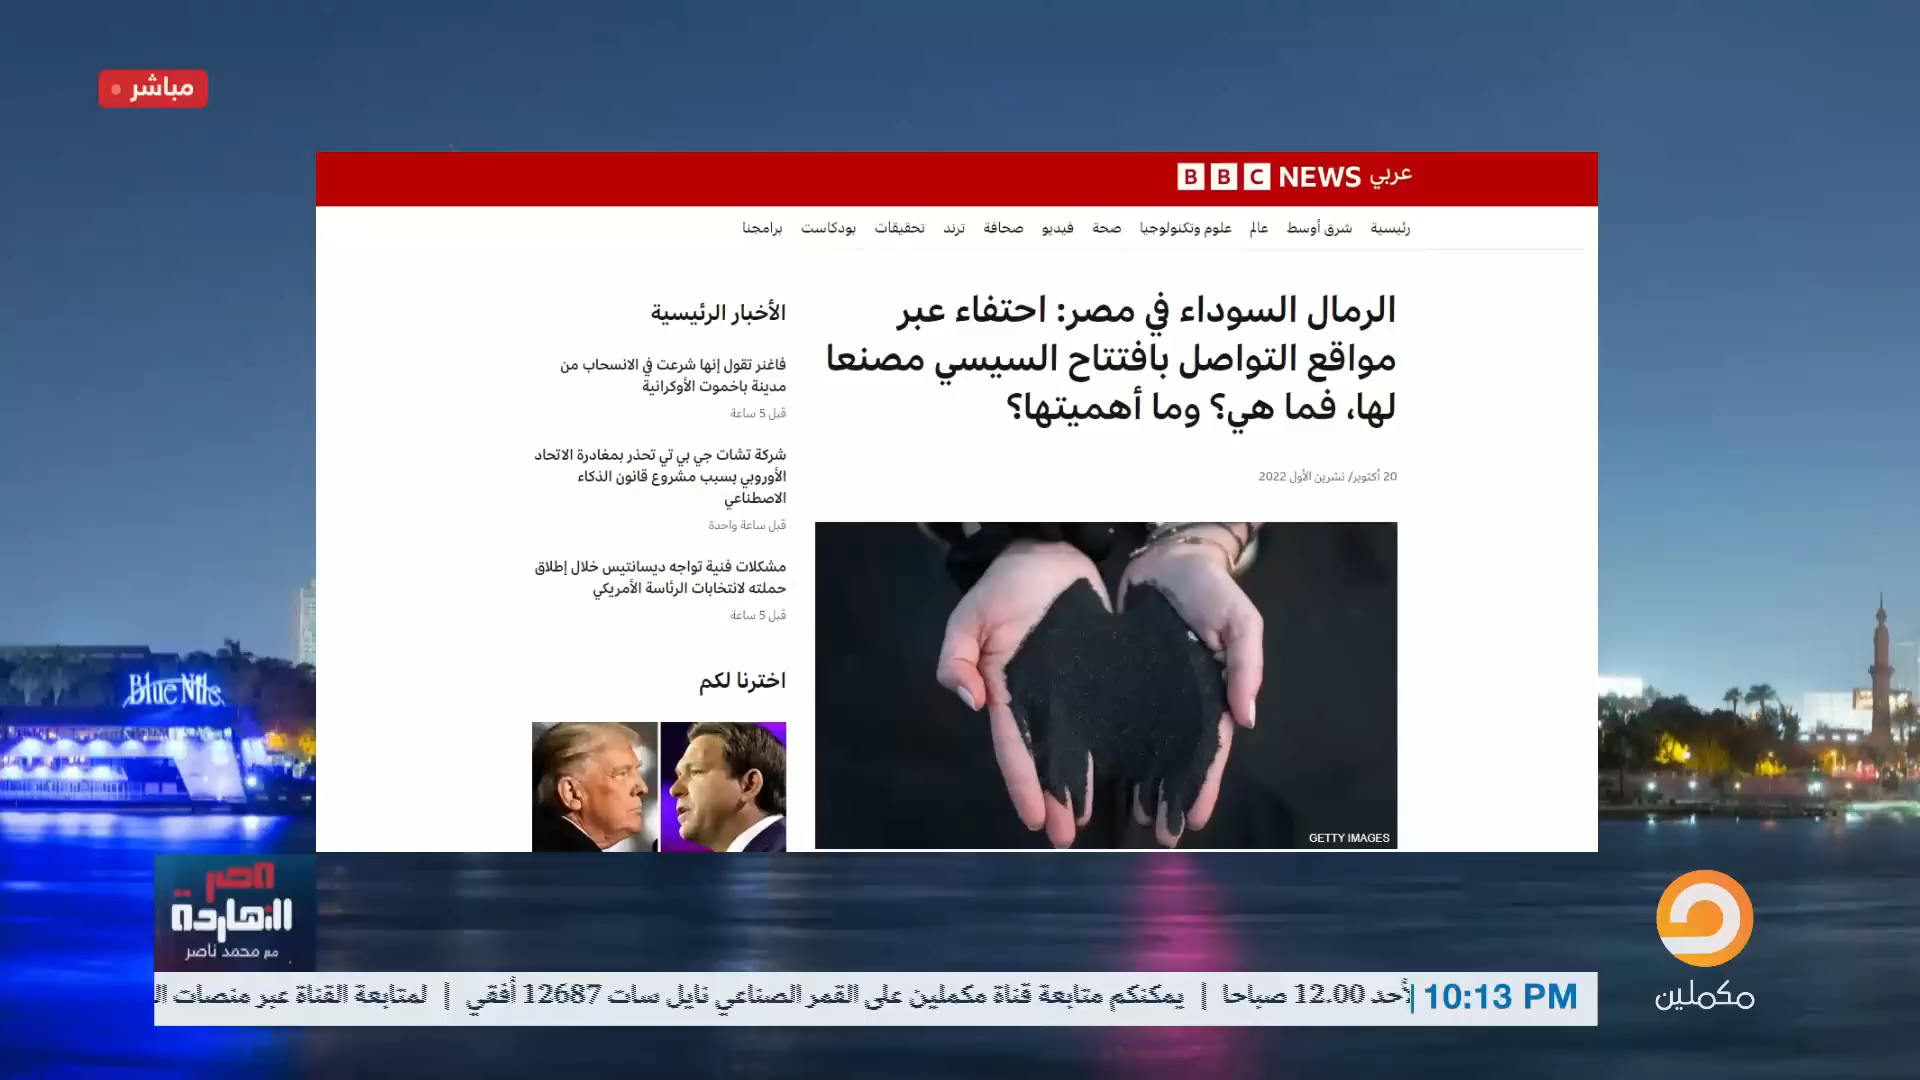 مباشر
BBC NEWS عربي
رئيسية شرق أوسط عالم علوم وتكنولوجيا صحة فيديو صحافة ترند تحقيقات بودكاست برامجنا
الرمال السوداء في مصر: احتفاء عبر
مواقع التواصل بافتتاح السيسي مصنعا
لها، فما هي؟ وما أهميتها؟
20 أكتوبر/ تشرين الأول 2022
GETTY IMAGES
الأخبار الرئيسية
فاغنر تقول إنها شرعت في الانسحاب من
مدينة باخموت الأوكرانية
قبل 5 ساعة
شركة تشات جي بي تي تحذر بمغادرة الاتحاد
الأوروبي بسبب مشروع قانون الذكاء
الاصطناعي
قبل ساعة واحدة
مشكلات فنية تواجه ديسانتيس خلال إطلاق
حملته لانتخابات الرئاسة الأمريكي
قبل 5 ساعة
اخترنا لكم
Blue Nile
مصر
النهاردة
مع محمد ناصر
10:13 PM
لأحد 12.00 صباحا | يمكنكم متابعة قناة مكملين على القمر الصناعي نايل سات 12687 أفقي | لمتابعة القناة عبر منصات
مكملين